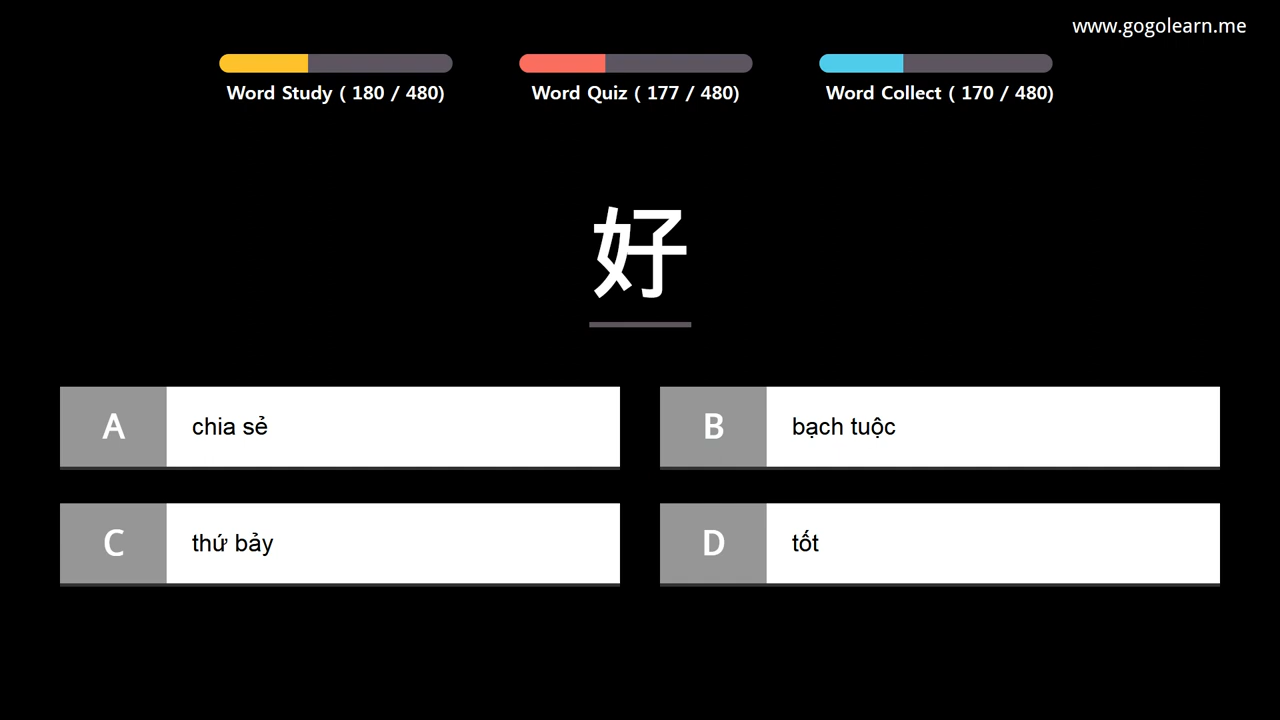 www.gogolearn.me
Word Study ( 180 / 480)
Word Quiz ( 177 / 480)
Word Collect ( 170 / 480)
好
A chia sẻ
B bạch tuộc
C thứ bảy
D tốt